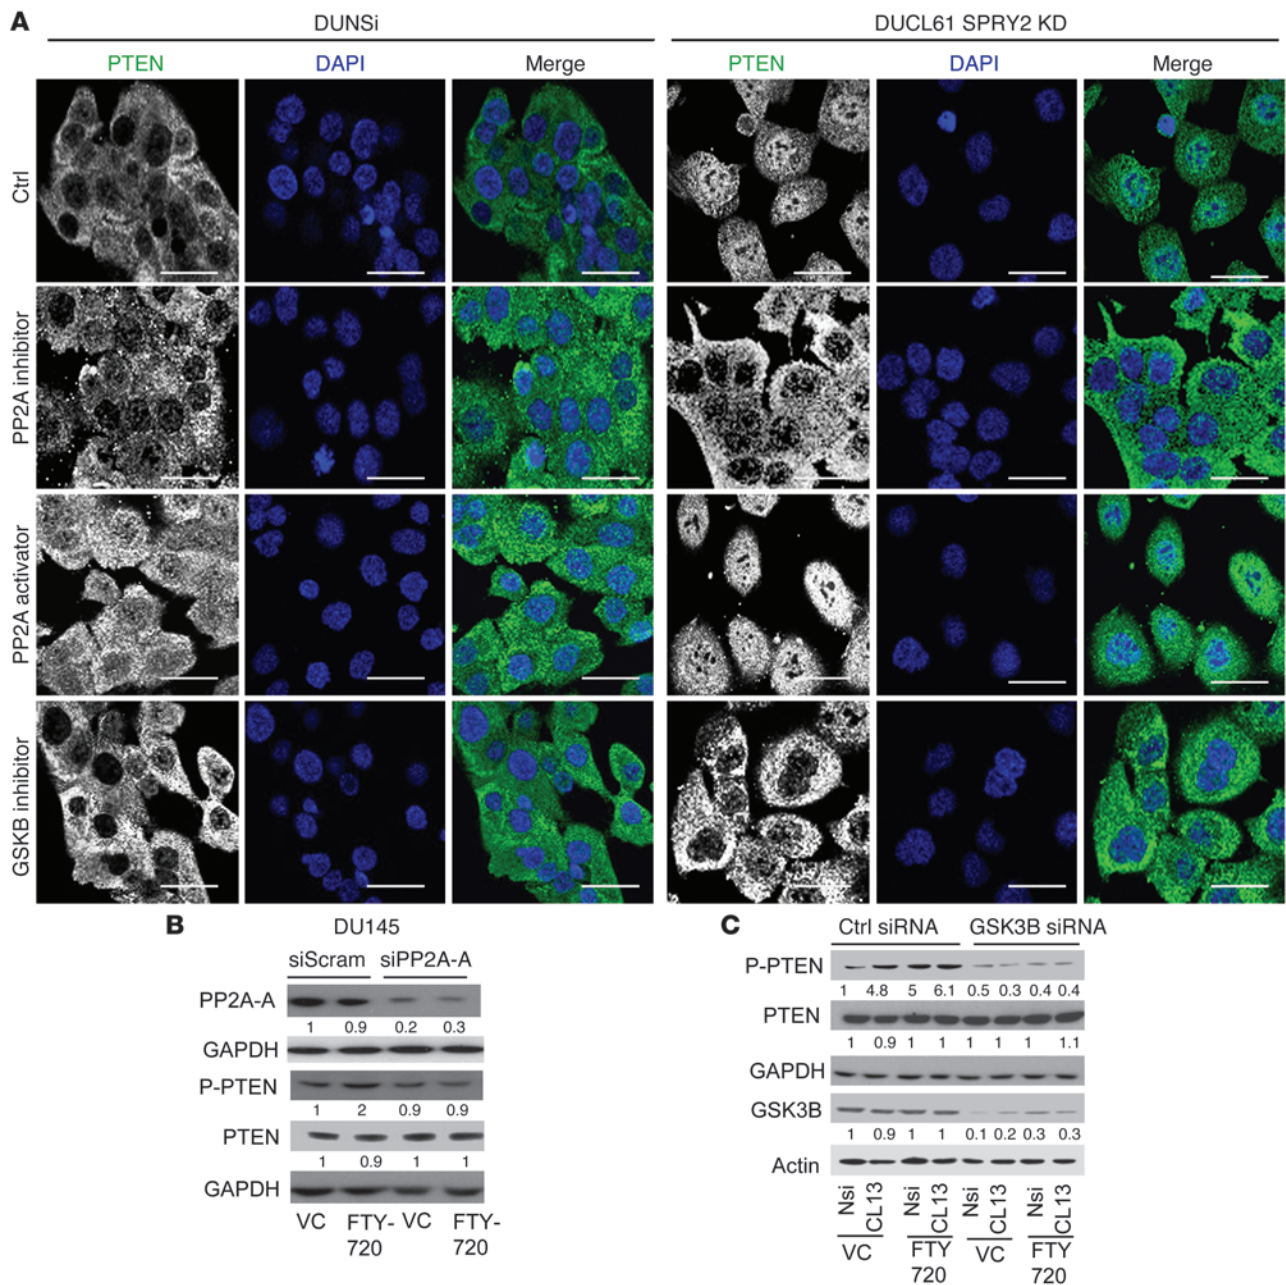 A
DUNSi
DUCL61 SPRY2 KD
PTEN DAPI Merge PTEN DAPI Merge
Ctrl
PP2A inhibitor
PP2A activator
GSKB inhibitor
B
DU145
siScram siPP2A-A
PP2A-A
1 0.9 0.2 0.3
GAPDH
P-PTEN
1 2 0.9 0.9
PTEN
1 0.9 1 1
GAPDH
VC FTY-720 VC FTY-720
C
Ctrl siRNA GSK3B siRNA
P-PTEN
1 4.8 5 6.1 0.5 0.3 0.4 0.4
PTEN
1 0.9 1 1 1 1 1 1.1
GAPDH
GSK3B
1 0.9 1 1 0.1 0.2 0.3 0.3
Actin
Nsi CL13 Nsi CL13 Nsi CL13 Nsi CL13
VC FTY 720 VC FTY 720